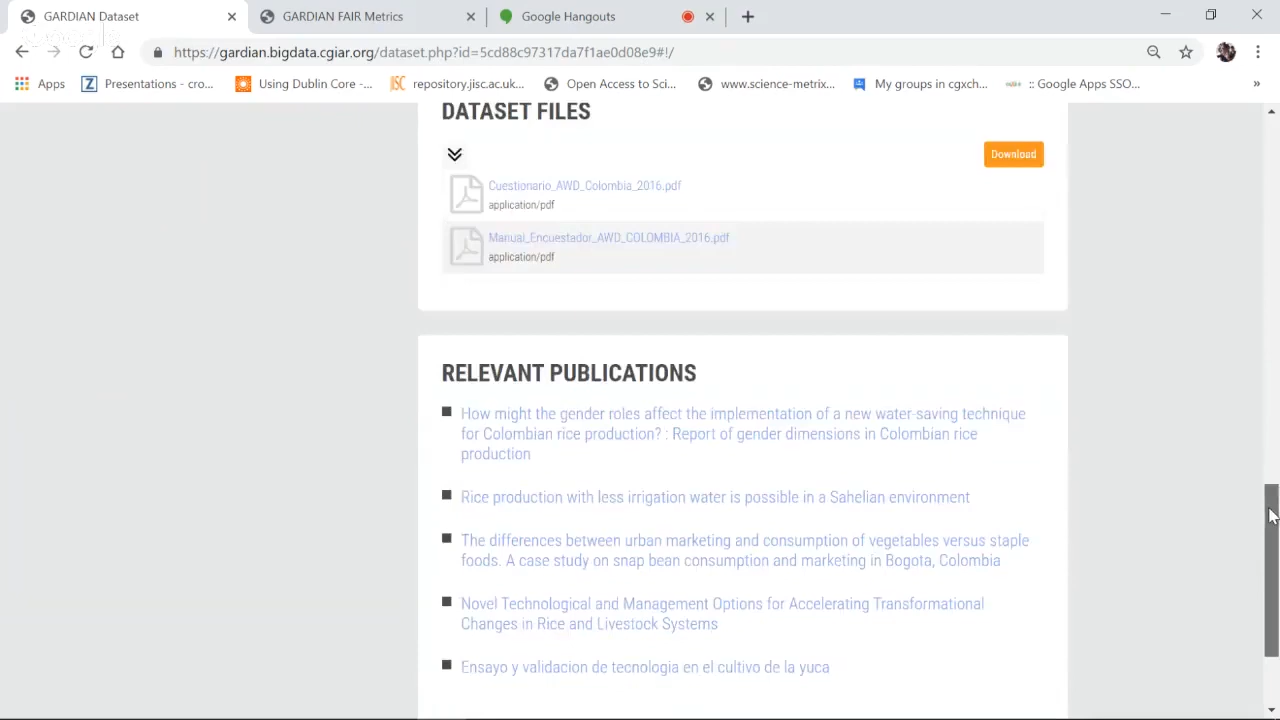 GARDIAN Dataset
GARDIAN FAIR Metrics
Google Hangouts
https://gardian.bigdata.cgiar.org/dataset.php?id=5cd88c97317da7f1ae0d08e9#!/
Apps
Presentations - cro...
Using Dublin Core -...
repository.jisc.ac.uk...
Open Access to Sci...
www.science-metrix...
My groups in cgxch...
:: Google Apps SSO...
»
DATASET FILES
Download
Cuestionario_AWD_Colombia_2016.pdf
application/pdf
Manual_Encuestador_AWD_COLOMBIA_2016.pdf
application/pdf
RELEVANT PUBLICATIONS
How might the gender roles affect the implementation of a new water-saving technique
for Colombian rice production? : Report of gender dimensions in Colombian rice
production
Rice production with less irrigation water is possible in a Sahelian environment
The differences between urban marketing and consumption of vegetables versus staple
foods. A case study on snap bean consumption and marketing in Bogota, Colombia
Novel Technological and Management Options for Accelerating Transformational
Changes in Rice and Livestock Systems
Ensayo y validacion de tecnologia en el cultivo de la yuca